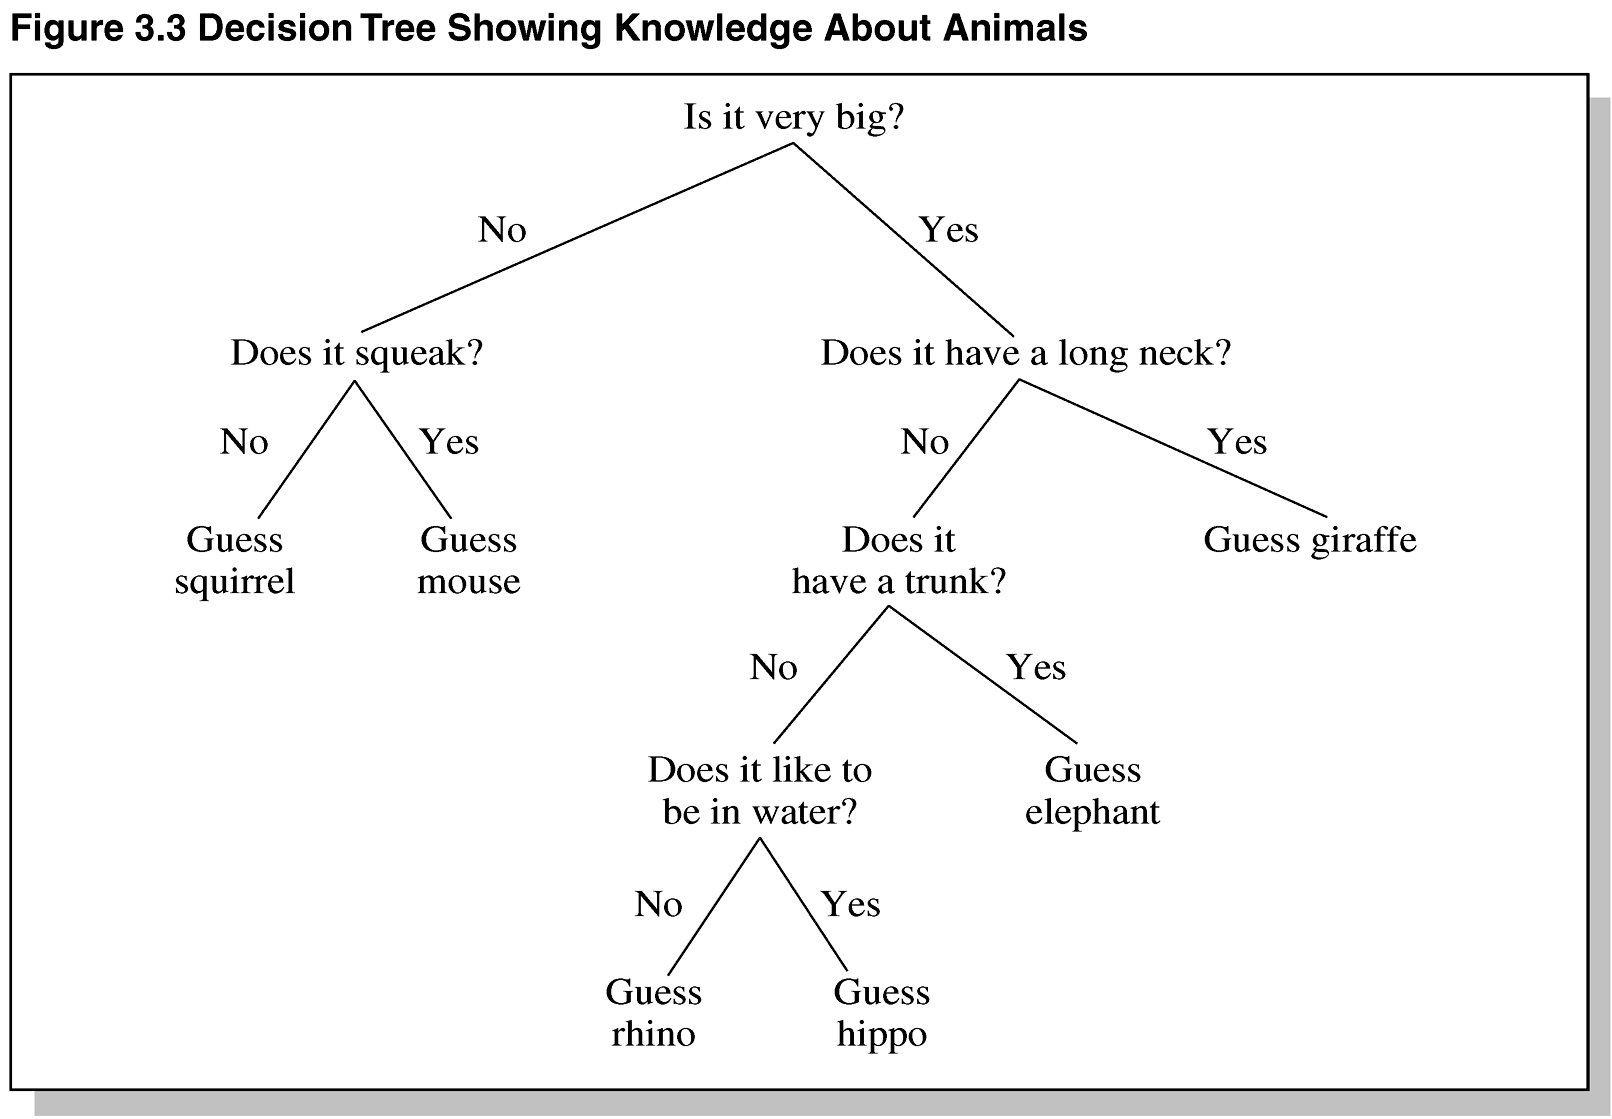 Figure 3.3 Decision Tree Showing Knowledge About Animals
Is it very big?
No
Yes
Does it squeak?
Does it have a long neck?
No
Yes
No
Yes
Guess
squirrel
Guess
mouse
Does it
have a trunk?
Guess giraffe
No
Yes
Does it like to
be in water?
Guess
elephant
No
Yes
Guess
rhino
Guess
hippo